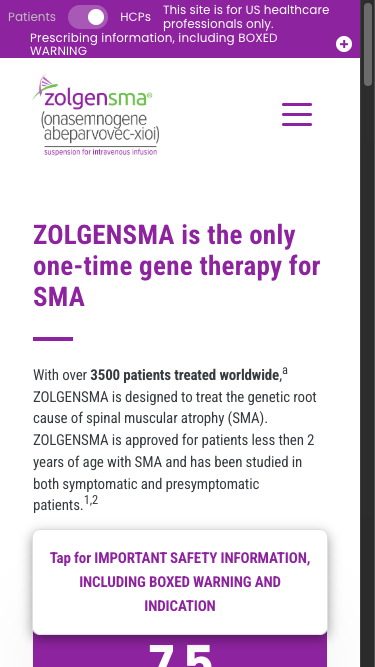 Patients HCPs This site is for US healthcare
professionals only.
Prescribing information, including BOXED
WARNING
zolgensma®
(onasemnogene
abeparvovec-xioi)
suspension for intravenous infusion
ZOLGENSMA is the only
one-time gene therapy for
SMA
With over 3500 patients treated worldwide,a
ZOLGENSMA is designed to treat the genetic root
cause of spinal muscular atrophy (SMA).
ZOLGENSMA is approved for patients less then 2
years of age with SMA and has been studied in
both symptomatic and presymptomatic
patients.1,2
Tap for IMPORTANT SAFETY INFORMATION,
INCLUDING BOXED WARNING AND
INDICATION
7.5